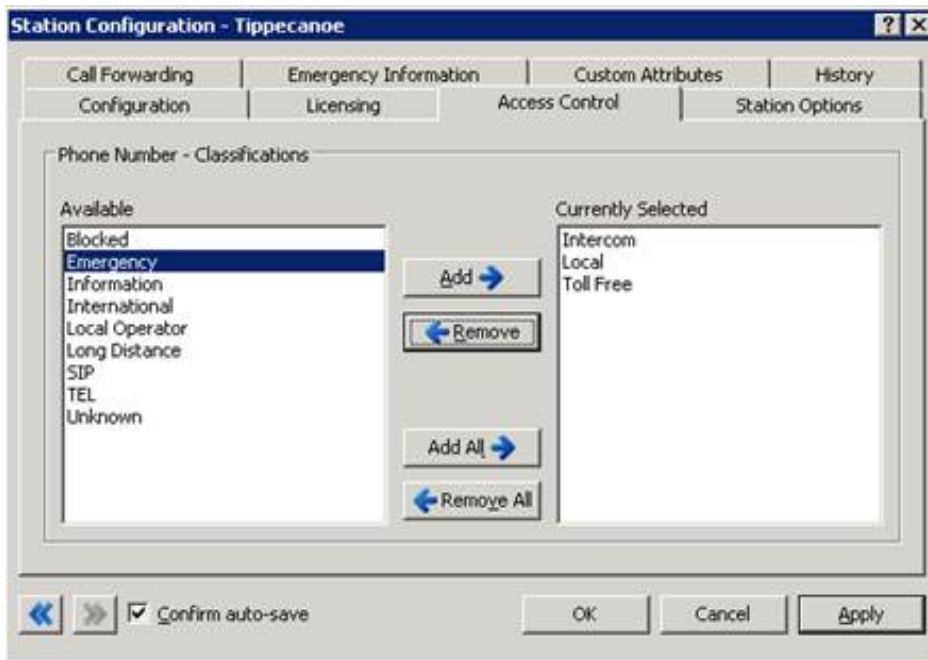 Station Configuration - Tippecanoe
Call Forwarding
Emergency Information
Custom Attributes
History
Configuration
Licensing
Access Control
Station Options
Phone Number - Classifications
Available
Blocked
Emergency
Information
International
Local Operator
Long Distance
SIP
TEL
Unknown
Add
Remove
Add All
Remove All
Currently Selected
Intercom
Local
Toll Free
Confirm auto-save
OK
Cancel
Apply